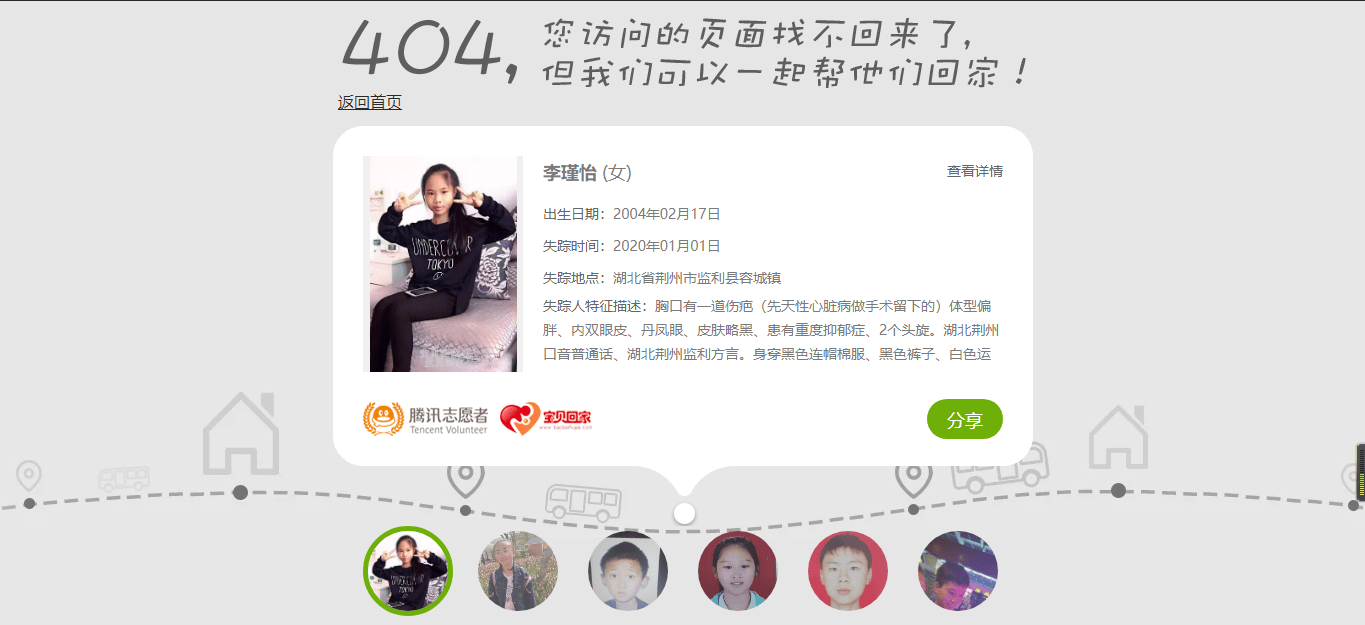 404,
您访问的页面找不回来了,
但我们可以一起帮他们回家！
返回首页
李瑾怡 (女)
查看详情
出生日期：2004年02月17日
失踪时间：2020年01月01日
失踪地点：湖北省荆州市监利县容城镇
失踪人特征描述：胸口有一道伤疤（先天性心脏病做手术留下的）体型偏
胖、内双眼皮、丹凤眼、皮肤略黑、患有重度抑郁症、2个头旋。湖北荆州
口音普通话、湖北荆州监利方言。身穿黑色连帽棉服、黑色裤子、白色运
UNDERCOVER
TOKYO
腾讯志愿者
Tencent Volunteer
宝贝回家
分享